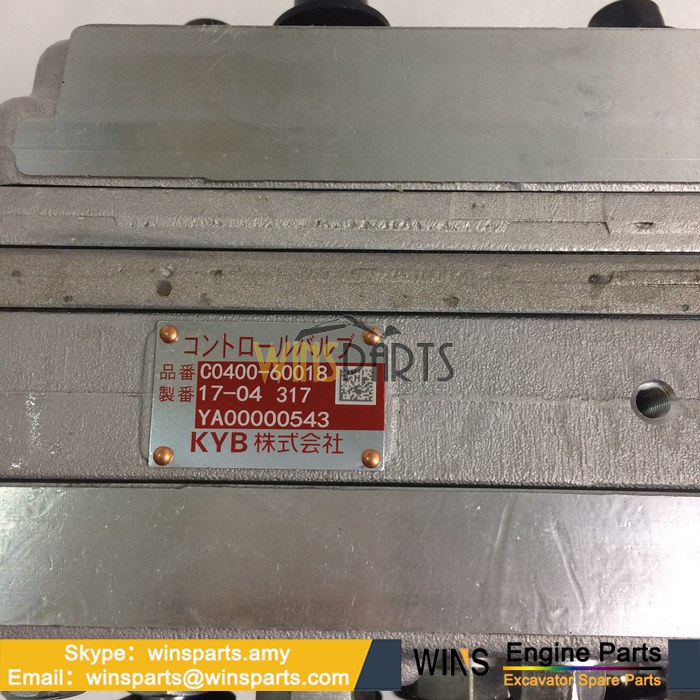 コントロールバルブ
WINSPARTS
品番 C0400-60018
製番 17-04 317
YA00000543
KYB 株式会社
Skype: winsparts.amy
Email: winsparts@winsparts.com
WINS
Engine Parts
Excavator Spare Parts